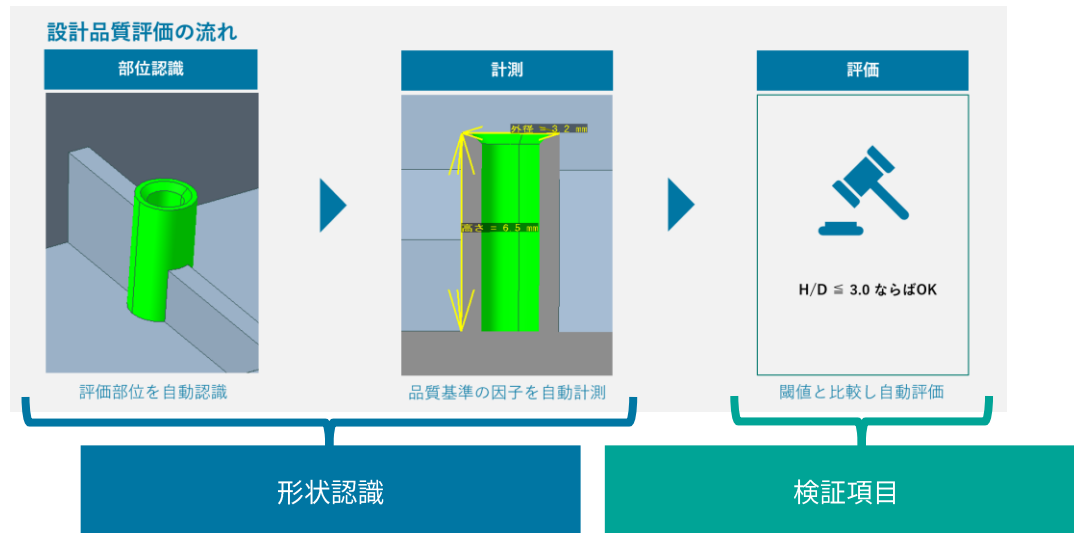 設計品質評価の流れ
部位認識
計測
評価
外径 = 3.2 mm
高さ = 6.5 mm
H/D ≦ 3.0 ならばOK
評価部位を自動認識
品質基準の因子を自動計測
閾値と比較し自動評価
形状認識
検証項目